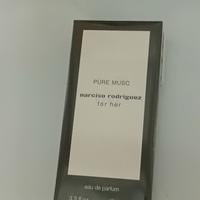 PURE MUSC
narciso rodriguez
for her
eau de parfum